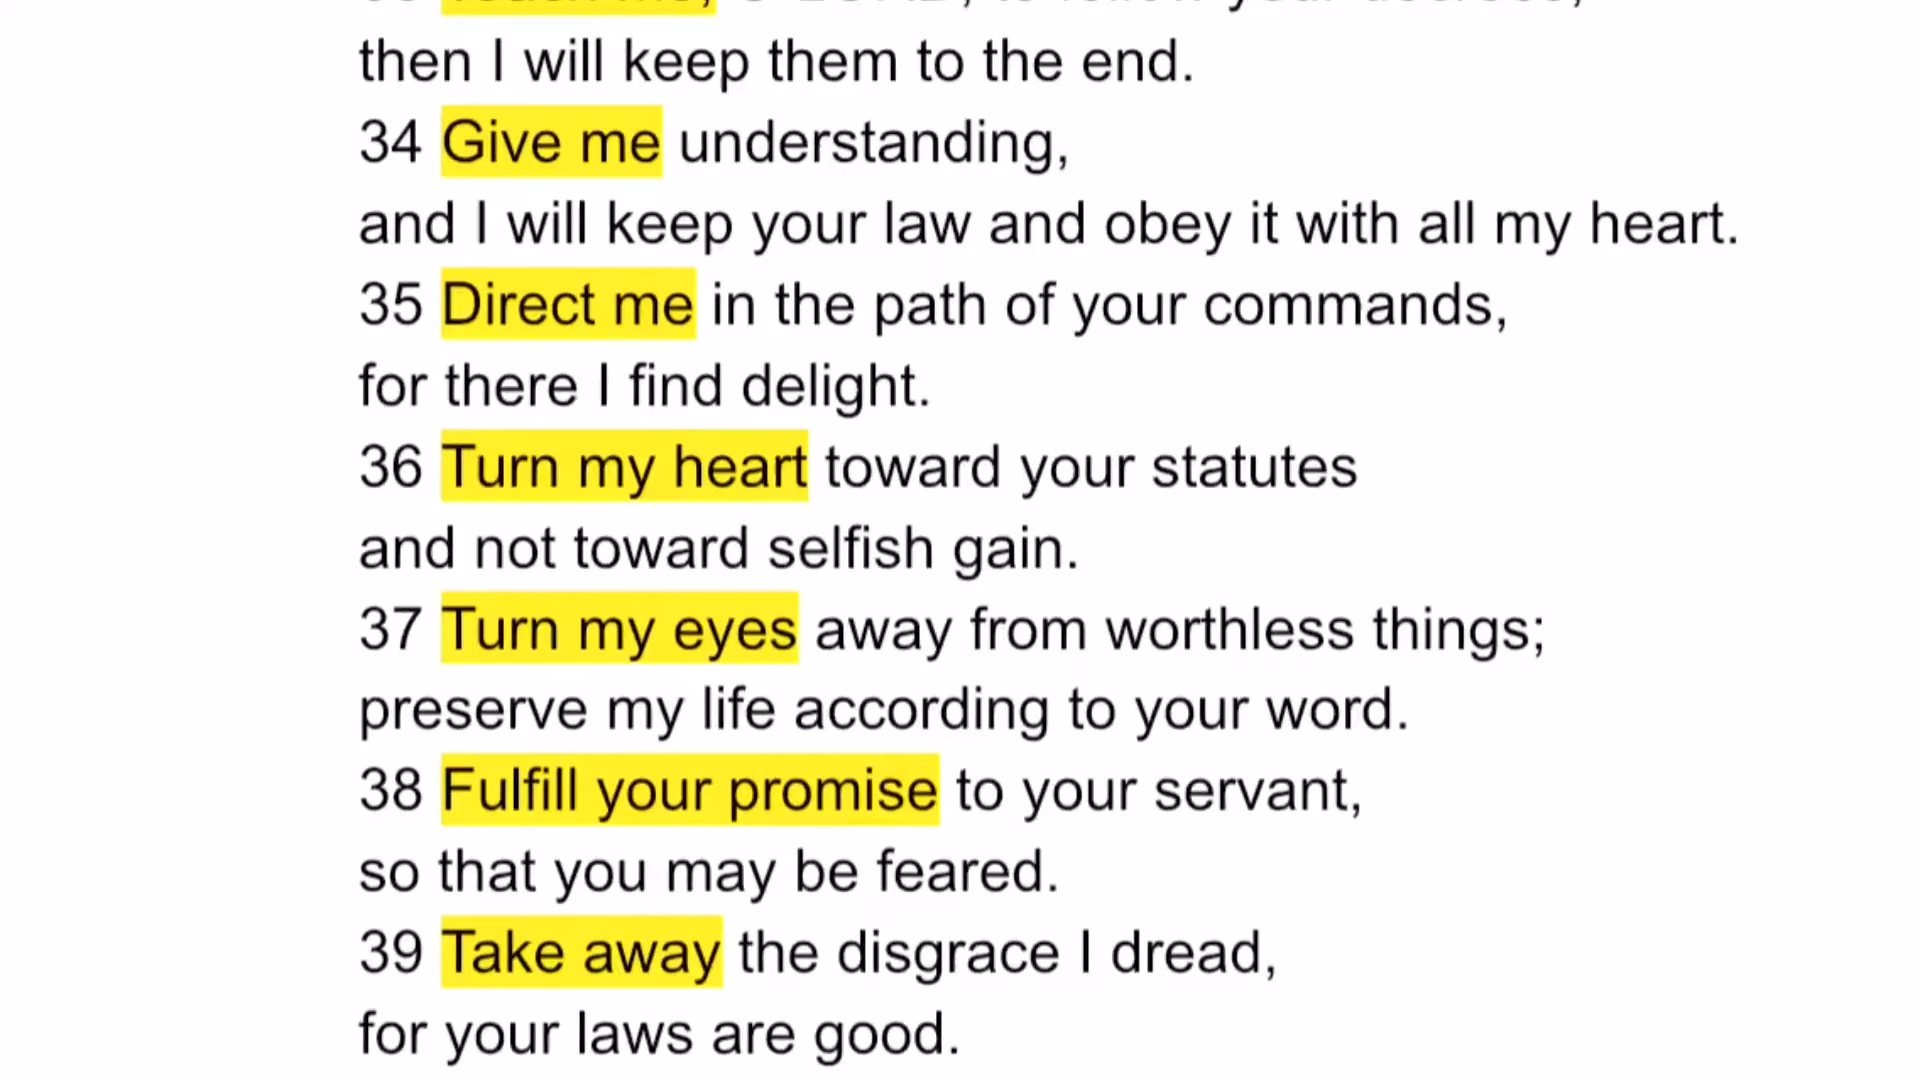 then I will keep them to the end.
34 Give me understanding,
and I will keep your law and obey it with all my heart.
35 Direct me in the path of your commands,
for there I find delight.
36 Turn my heart toward your statutes
and not toward selfish gain.
37 Turn my eyes away from worthless things;
preserve my life according to your word.
38 Fulfill your promise to your servant,
so that you may be feared.
39 Take away the disgrace I dread,
for your laws are good.